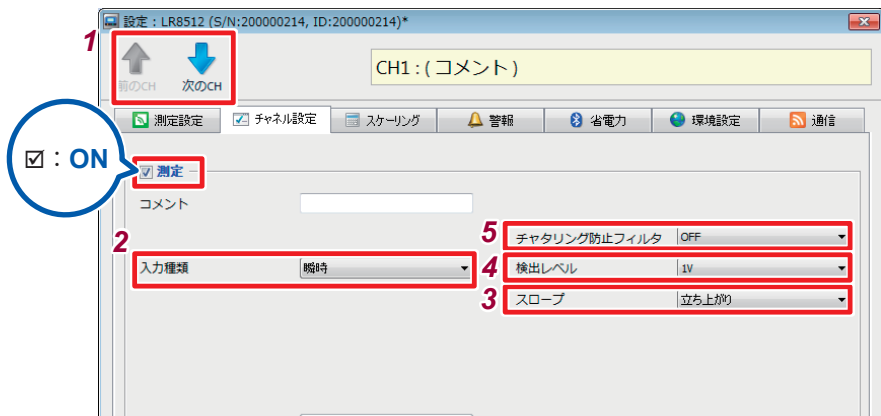 設定：LR8512 (S/N:200000214, ID:200000214)*
1
前のCH 次のCH
CH1：(コメント)
測定設定 チャネル設定 スケーリング 警報 省電力 環境設定 通信
☑：ON
測定
コメント
5 チャタリング防止フィルタ OFF
2
入力種類 瞬時
4 検出レベル 1V
3 スロープ 立ち上がり